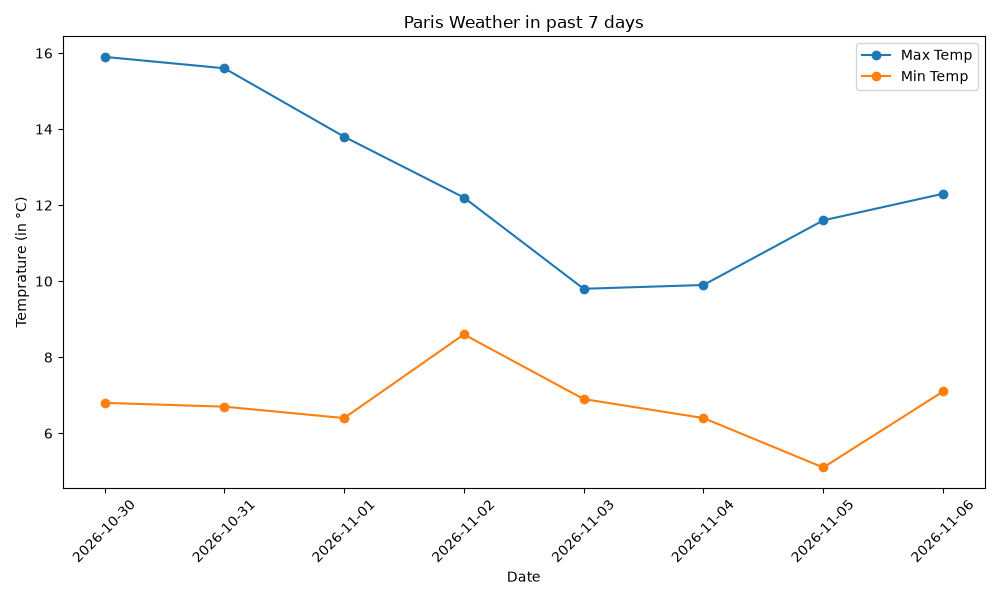 Paris Weather in past 7 days
Max Temp
Min Temp
Temprature (in °C)
16
14
12
10
8
6
2026-10-30
2026-10-31
2026-11-01
2026-11-02
2026-11-03
2026-11-04
2026-11-05
2026-11-06
Date